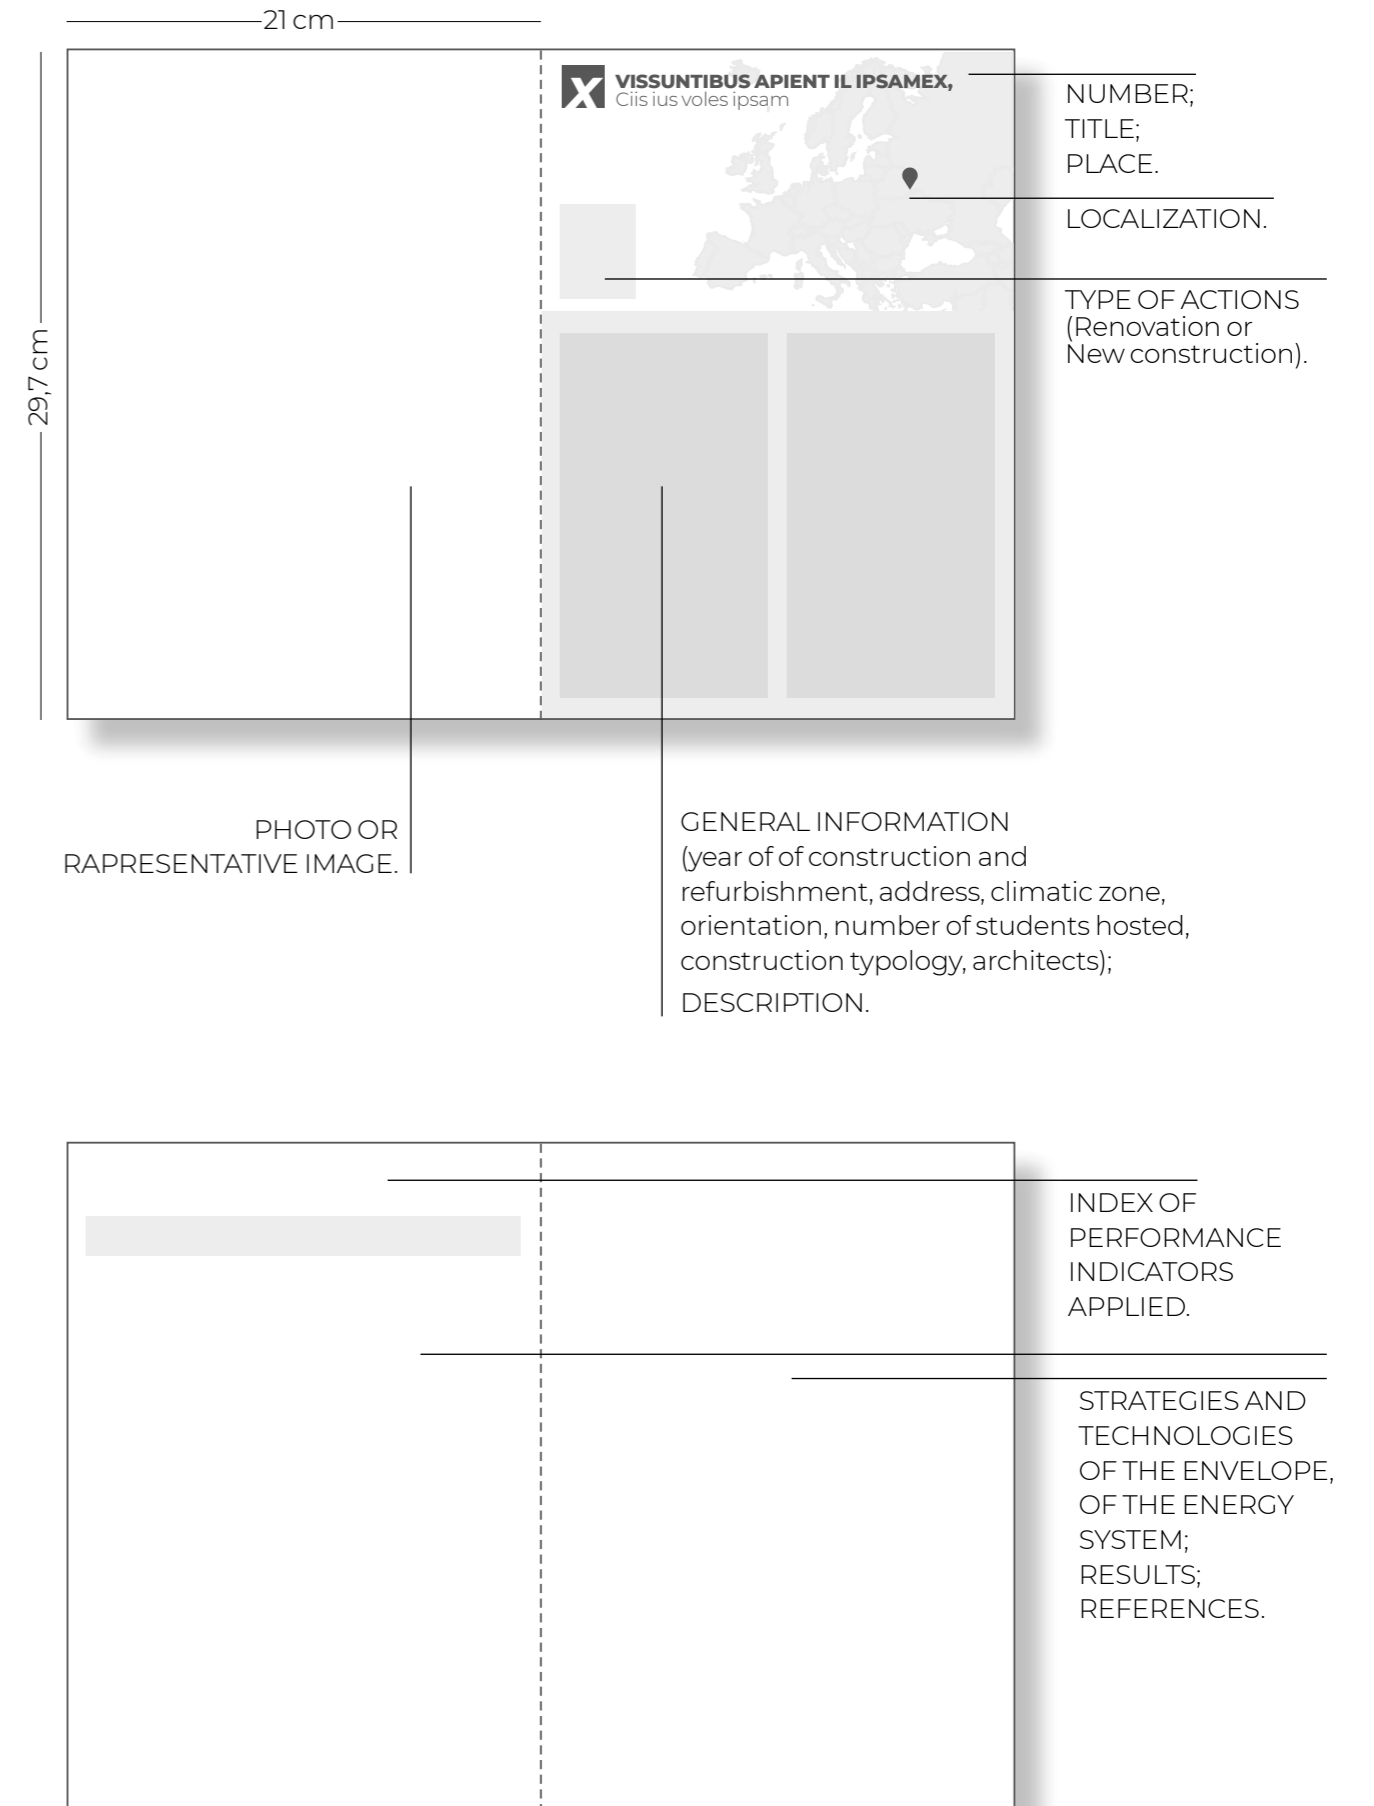 21 cm
29,7 cm
X
VISSUNTIBUS APIENT IL IPSAMEX,
Ciis ius voles ipsam
NUMBER;
TITLE;
PLACE.
LOCALIZATION.
TYPE OF ACTIONS
(Renovation or
New construction).
PHOTO OR
RAPRESENTATIVE IMAGE.
GENERAL INFORMATION
(year of of construction and
refurbishment, address, climatic zone,
orientation, number of students hosted,
construction typology, architects);
DESCRIPTION.
INDEX OF
PERFORMANCE
INDICATORS
APPLIED.
STRATEGIES AND
TECHNOLOGIES
OF THE ENVELOPE,
OF THE ENERGY
SYSTEM;
RESULTS;
REFERENCES.